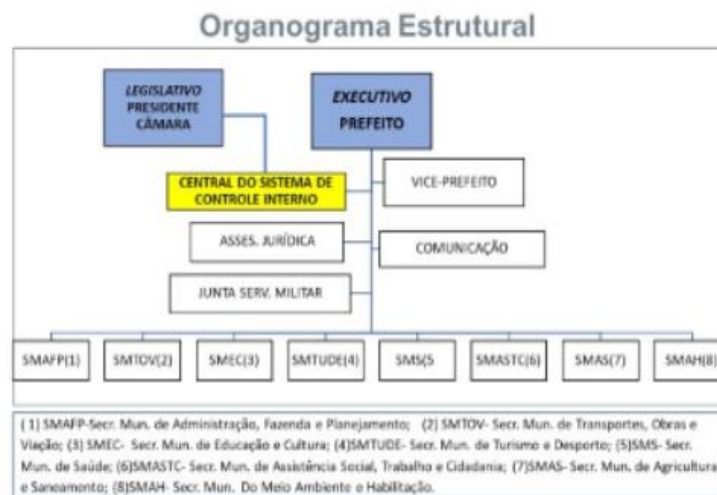 Organograma Estrutural
LEGISLATIVO
PRESIDENTE
CÂMARA
EXECUTIVO
PREFEITO
CENTRAL DO SISTEMA DE
CONTROLE INTERNO
VICE-PREFEITO
ASSES. JURÍDICA
COMUNICAÇÃO
JUNTA SERV. MILITAR
SMAFP(1)
SMTOV(2)
SMEC(3)
SMTUDE(4)
SMS(5
SMASTC(6)
SMAS(7)
SMAH(8)
( 1) SMAFP-Secr. Mun. de Administração, Fazenda e Planejamento; (2) SMTOV- Secr. Mun. de Transportes, Obras e
Viação; (3) SMEC- Secr. Mun. de Educação e Cultura; (4)SMTUDE- Secr. Mun. de Turismo e Desporto; (5)SMS- Secr.
Mun. de Saúde; (6)SMASTC- Secr. Mun. de Assistência Social, Trabalho e Cidadania; (7)SMAS- Secr. Mun. de Agricultura
e Saneamento; (8)SMAH- Secr. Mun. Do Meio Ambiente e Habilitação.